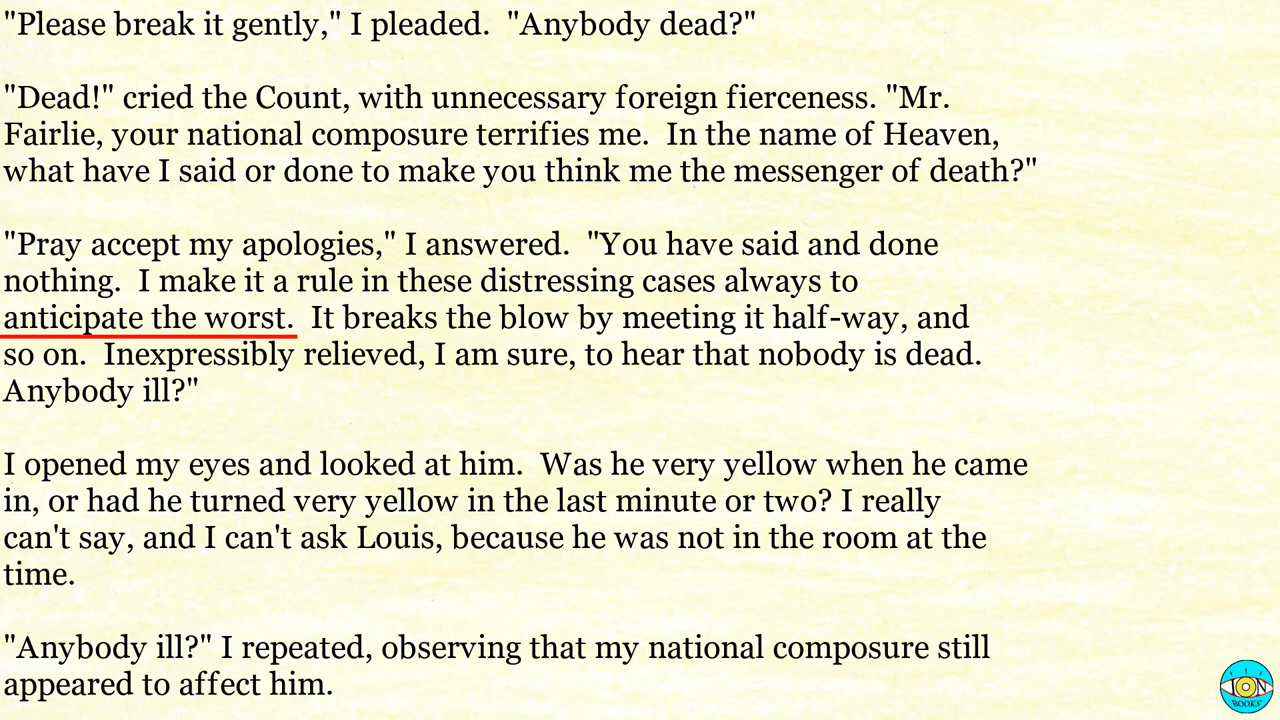 "Please break it gently," I pleaded.  "Anybody dead?"
"Dead!" cried the Count, with unnecessary foreign fierceness. "Mr.
Fairlie, your national composure terrifies me.  In the name of Heaven,
what have I said or done to make you think me the messenger of death?"
"Pray accept my apologies," I answered.  "You have said and done
nothing.  I make it a rule in these distressing cases always to
anticipate the worst.  It breaks the blow by meeting it half-way, and
so on.  Inexpressibly relieved, I am sure, to hear that nobody is dead.
Anybody ill?"
I opened my eyes and looked at him.  Was he very yellow when he came
in, or had he turned very yellow in the last minute or two? I really
can't say, and I can't ask Louis, because he was not in the room at the
time.
"Anybody ill?" I repeated, observing that my national composure still
appeared to affect him.
ION
BOOKS